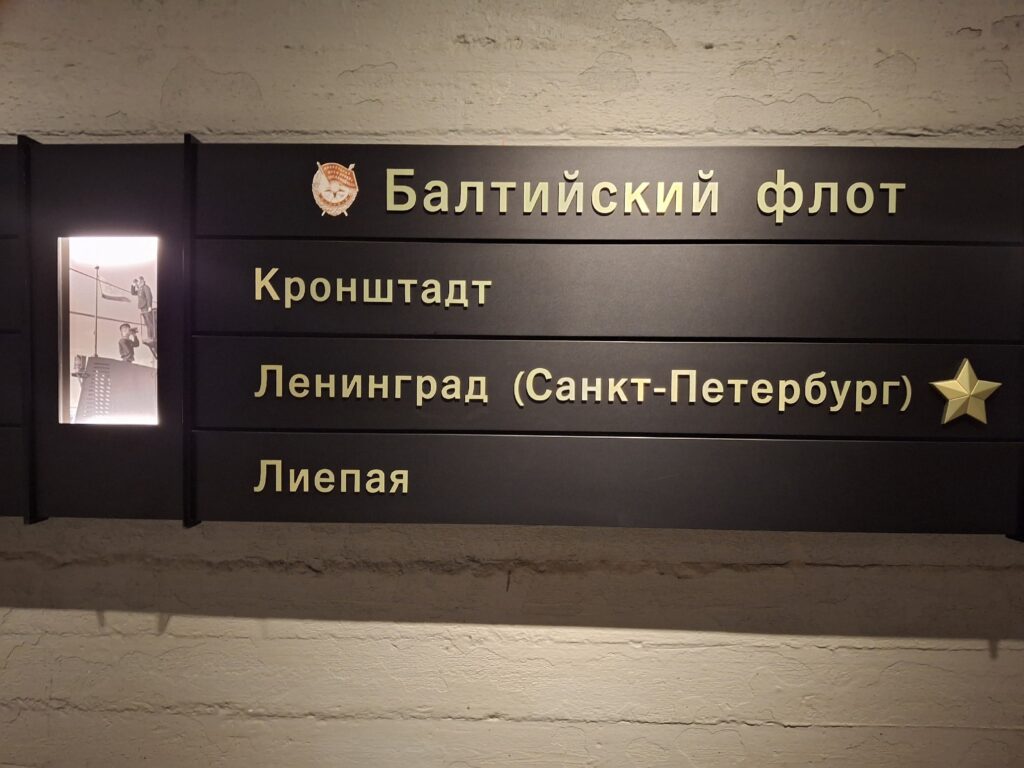 Балтийский флот
Кронштадт
Ленинград (Санкт-Петербург)
Лиепая